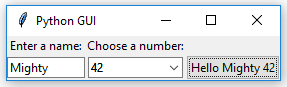 Python GUI
Enter a name: Choose a number:
Mighty 42 Hello Mighty 42